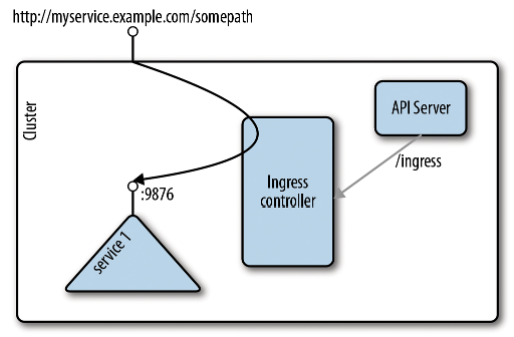 http://myservice.example.com/somepath
Cluster
API Server
/ingress
Ingress
controller
:9876
service 1